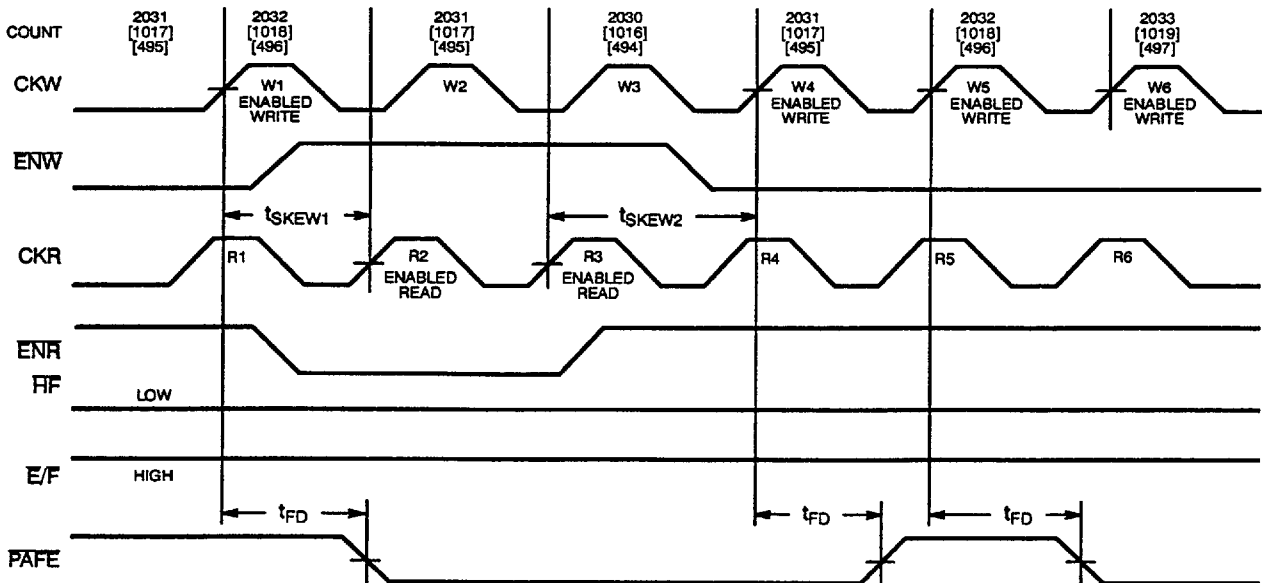 COUNT
2031 2032 2031 2030 2031 2032 2033
[1017] [1018] [1017] [1016] [1017] [1018] [1019]
[495] [496] [495] [494] [495] [496] [497]
CKW
W1 W2 W3 W4 W5 W6
ENABLED ENABLED ENABLED ENABLED
WRITE WRITE WRITE WRITE
ENW
tSKEW1 tSKEW2
CKR
R1 R2 R3 R4 R5 R6
ENABLED ENABLED
READ READ
ENR
HF
LOW
E/F
HIGH
tFD tFD tFD
PAFE